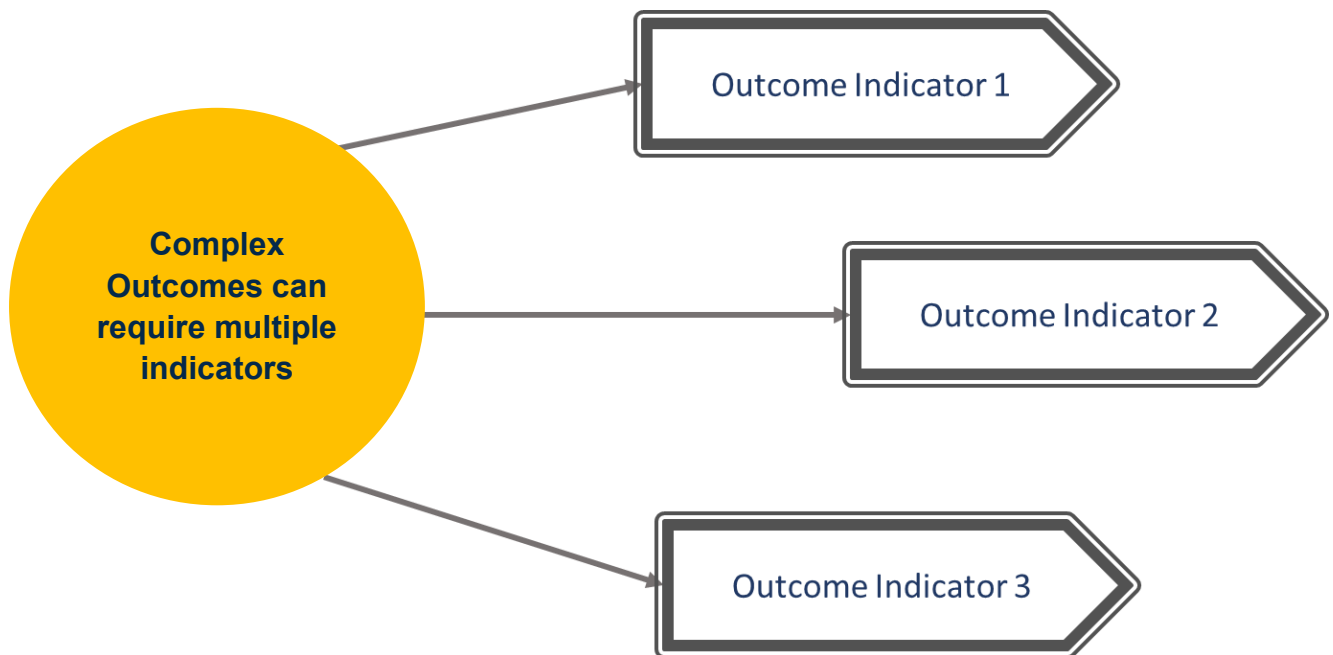 Outcome Indicator 1
Complex
Outcomes can
require multiple
indicators
Outcome Indicator 2
Outcome Indicator 3